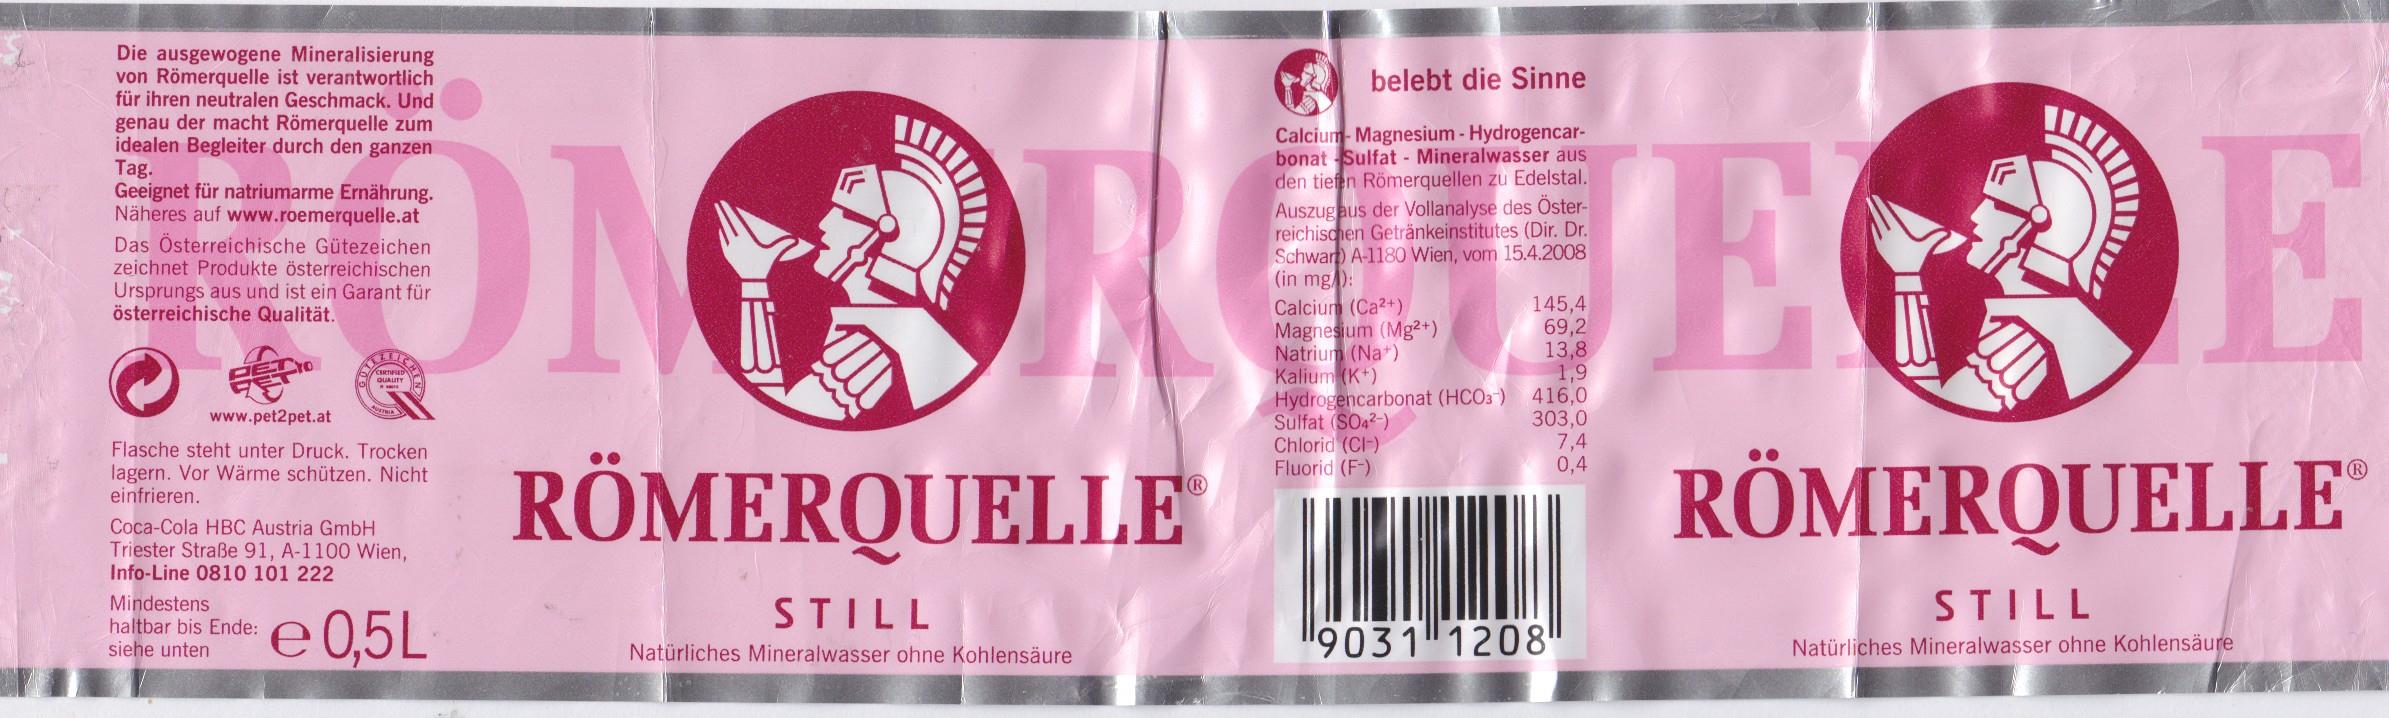 Die ausgewogene Mineralisierung
von Römerquelle ist verantwortlich
für ihren neutralen Geschmack. Und
genau der macht Römerquelle zum
idealen Begleiter durch den ganzen
Tag.
Geeignet für natriumarme Ernährung.
Näheres auf www.roemerquelle.at
Das Österreichische Gütezeichen
zeichnet Produkte österreichischen
Ursprungs aus und ist ein Garant für
österreichische Qualität.
PET
PET
www.pet2pet.at
GÜTEZEICHEN
CERTIFIED
QUALITY
AUSTRIA
Flasche steht unter Druck. Trocken
lagern. Vor Wärme schützen. Nicht
einfrieren.
Coca-Cola HBC Austria GmbH
Triester Straße 91, A-1100 Wien,
Info-Line 0810 101 222
Mindestens
haltbar bis Ende:
siehe unten
e 0,5L
RÖMERQUELLE
RÖMERQUELLE®
STILL
Natürliches Mineralwasser ohne Kohlensäure
belebt die Sinne
Calcium - Magnesium - Hydrogencar-
bonat - Sulfat - Mineralwasser aus
den tiefen Römerquellen zu Edelstal.
Auszug aus der Vollanalyse des Öster-
reichischen Getränkeinstitutes (Dir. Dr.
Schwarz) A-1180 Wien, vom 15.4.2008
(in mg/l):
Calcium (Ca²⁺) 145,4
Magnesium (Mg²⁺) 69,2
Natrium (Na⁺) 13,8
Kalium (K⁺) 1,9
Hydrogencarbonat (HCO₃⁻) 416,0
Sulfat (SO₄²⁻) 303,0
Chlorid (Cl⁻) 7,4
Fluorid (F⁻) 0,4
9031 1208
RÖMERQUELLE®
STILL
Natürliches Mineralwasser ohne Kohlensäure